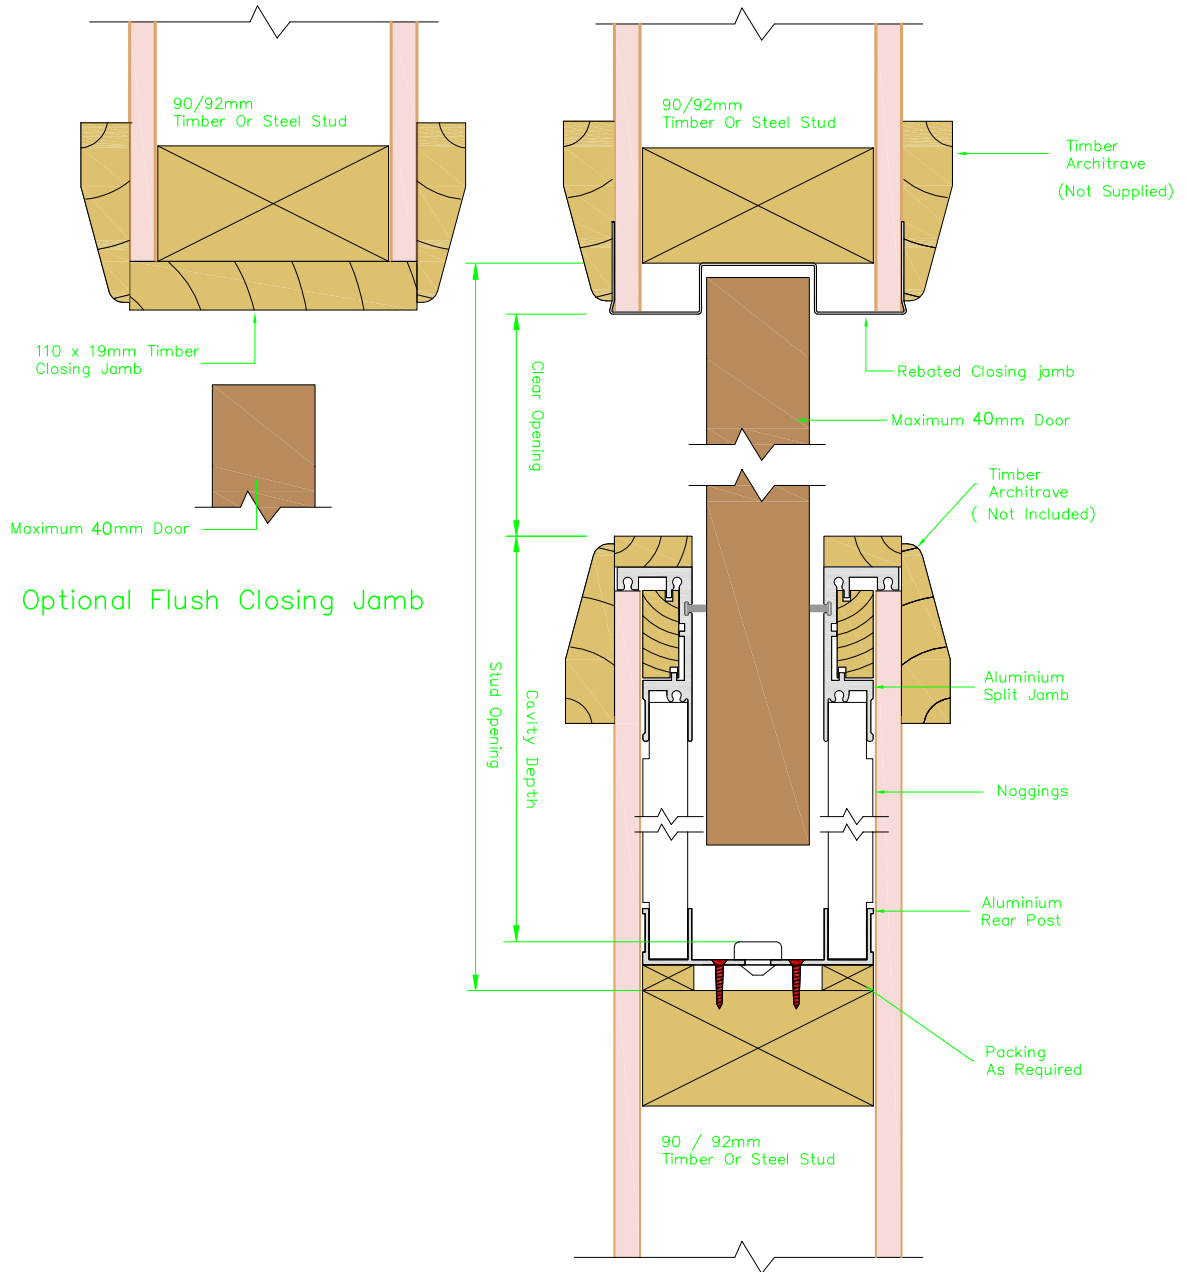 90/92mm
Timber Or Steel Stud
90/92mm
Timber Or Steel Stud
Timber
Architrave
(Not Supplied)
110 x 19mm Timber
Closing Jamb
Rebated Closing jamb
Clear Opening
Maximum 40mm Door
Timber
Architrave
( Not Included)
Maximum 40mm Door
Optional Flush Closing Jamb
Stud Opening
Cavity Depth
Aluminium
Split Jamb
Noggings
Aluminium
Rear Post
Packing
As Required
90 / 92mm
Timber Or Steel Stud